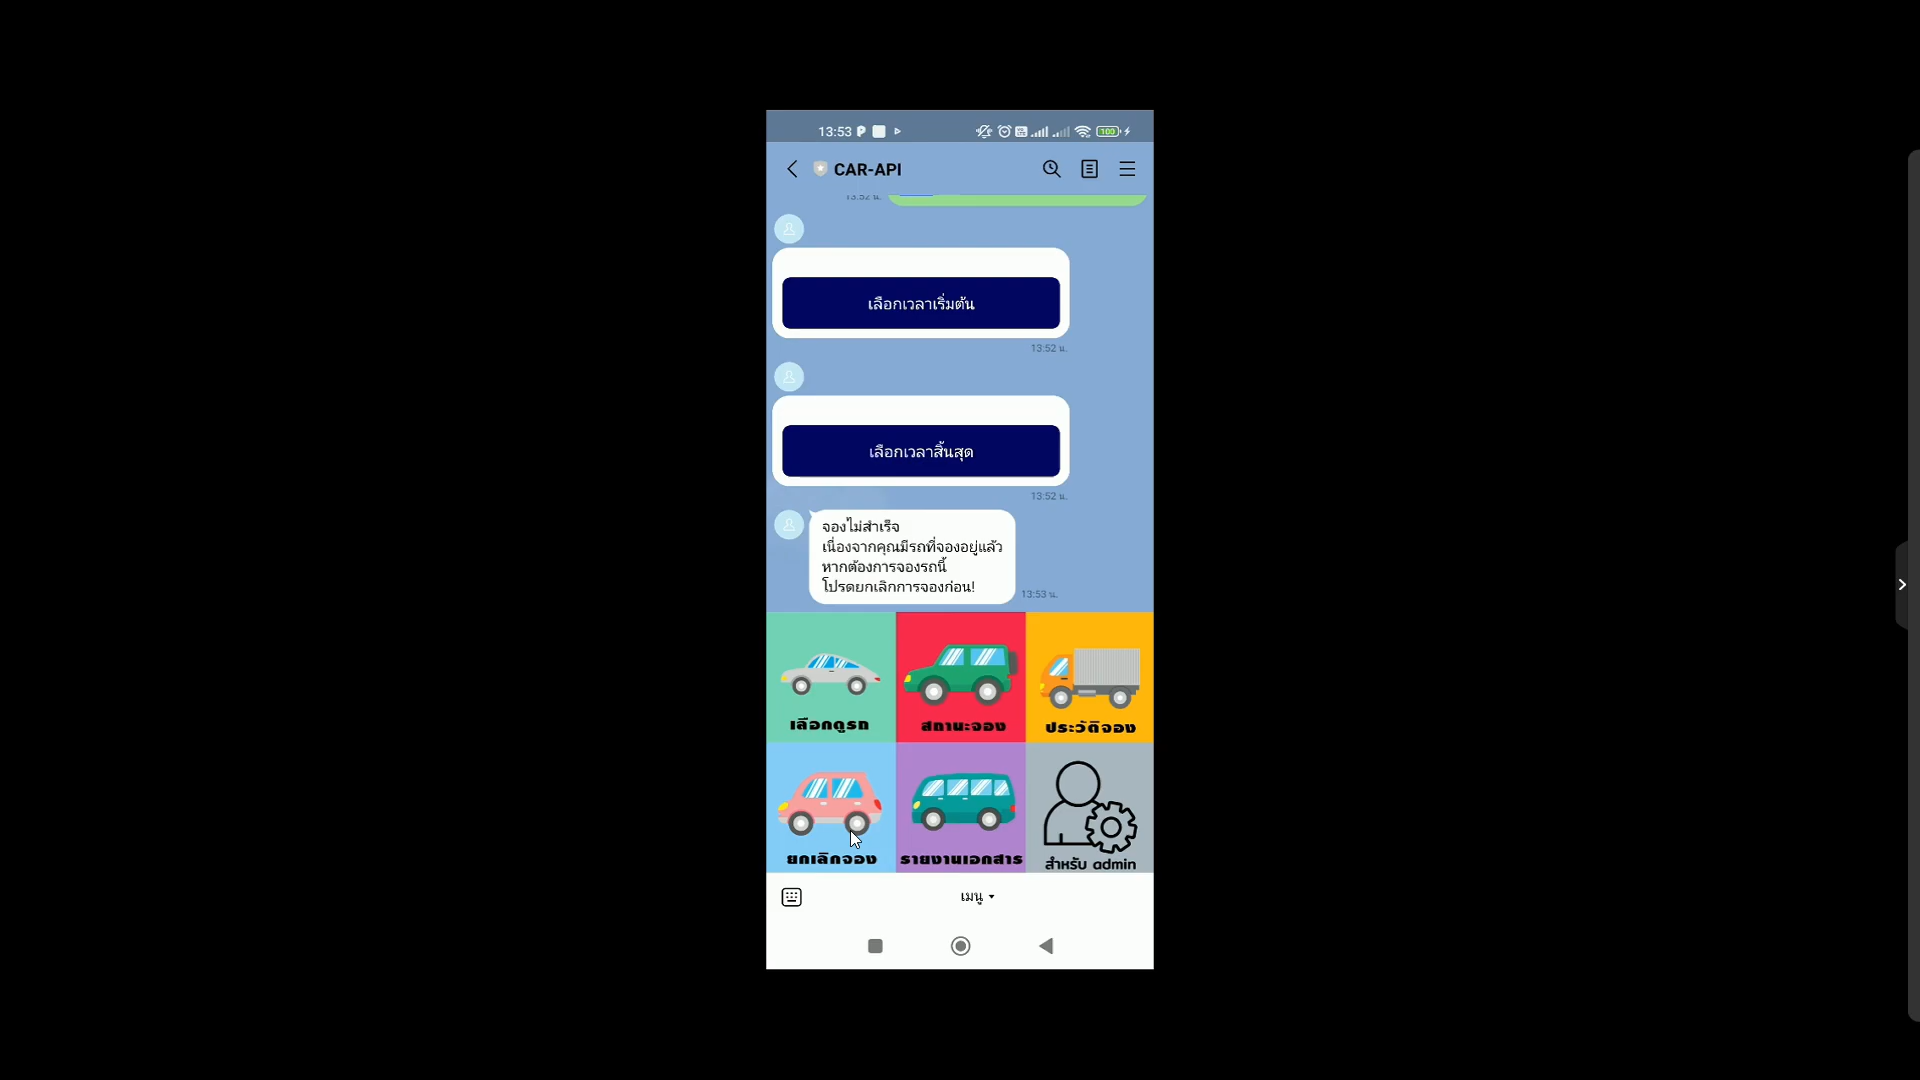 13:53
100
CAR-API
13:52 น.
เลือกเวลาเริ่มต้น
13:52 น.
เลือกเวลาสิ้นสุด
13:52 น.
จองไม่สำเร็จ
เนื่องจากคุณมีรถที่จองอยู่แล้ว
หากต้องการจองรถนี้
โปรดยกเลิกการจองก่อน!
13:53 น.
เลือกดูรถ
สถานะจอง
ประวัติจอง
ยกเลิกจอง
รายงานเอกสาร
สำหรับ admin
เมนู